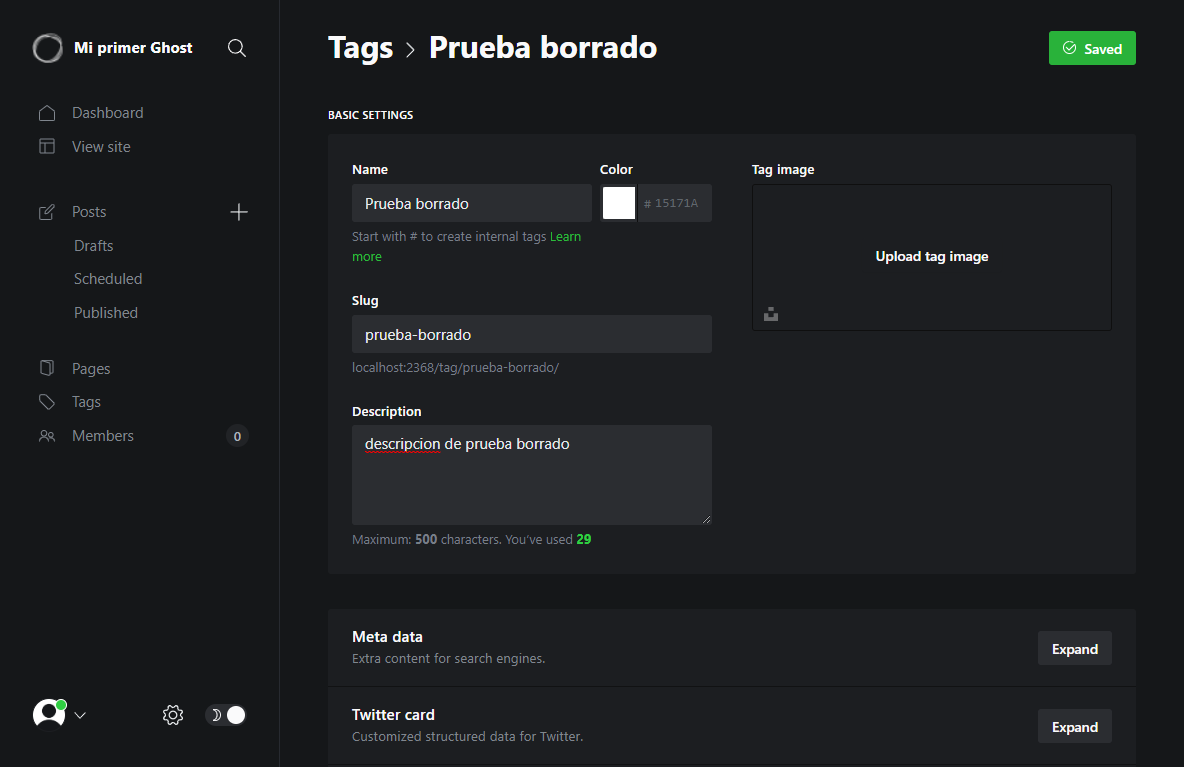 Mi primer Ghost
Dashboard
View site
Posts
Drafts
Scheduled
Published
Pages
Tags
Members 0
Tags > Prueba borrado
Saved
BASIC SETTINGS
Name
Prueba borrado
Start with # to create internal tags Learn
more
Color
# 15171A
Slug
prueba-borrado
localhost:2368/tag/prueba-borrado/
Description
descripcion de prueba borrado
Maximum: 500 characters. You’ve used 29
Tag image
Upload tag image
Meta data
Extra content for search engines.
Expand
Twitter card
Customized structured data for Twitter.
Expand